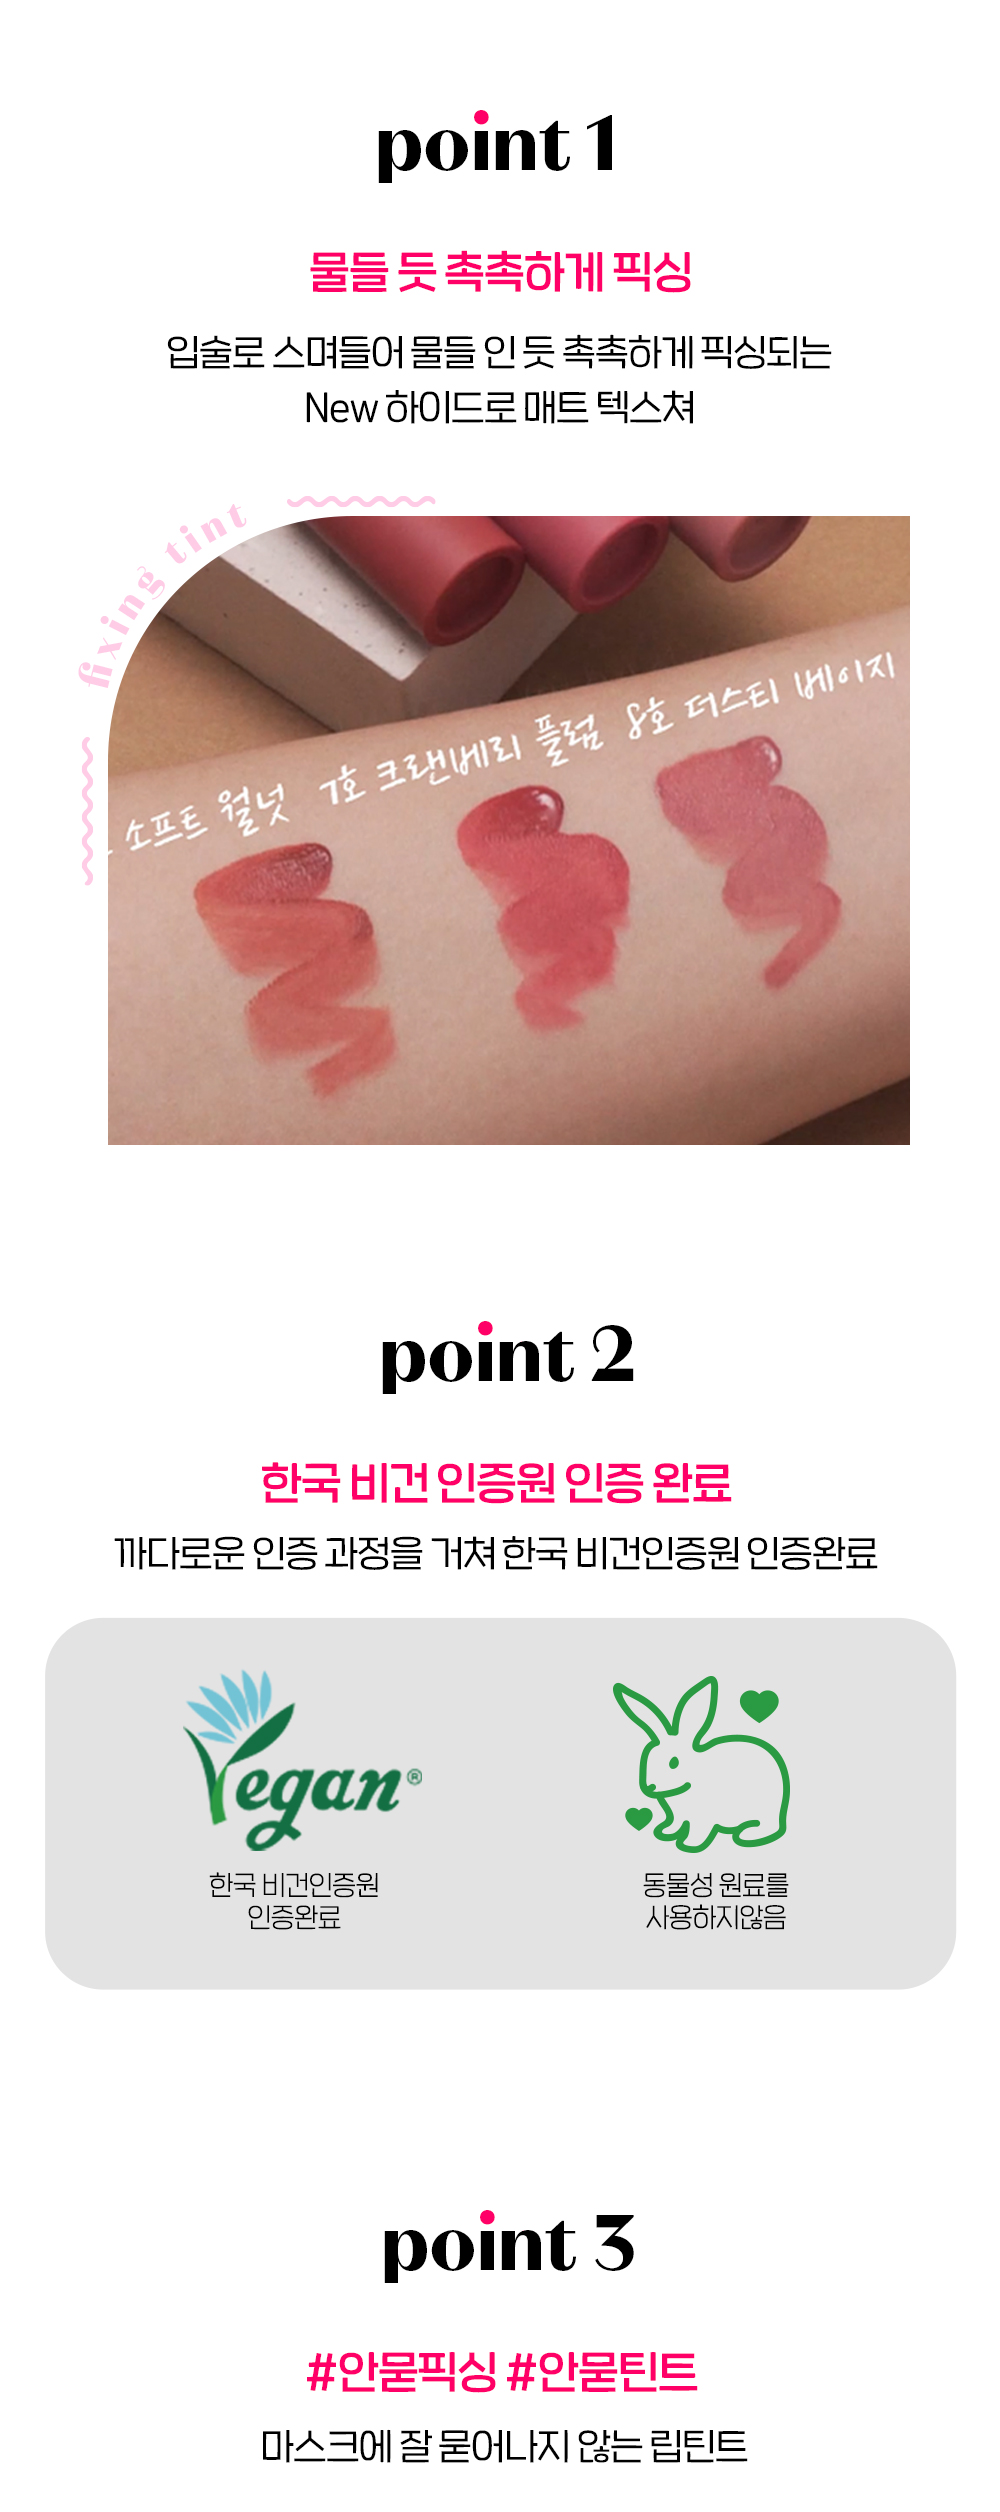 point 1
물들 듯 촉촉하게 픽싱
입술로 스며들어 물들 인 듯 촉촉하게 픽싱되는
New 하이드로 매트 텍스쳐
fixing tint
소프트 월넛 7호 크랜베리 플럼 8호 더스티 베이지
point 2
한국 비건 인증원 인증 완료
까다로운 인증 과정을 거쳐 한국 비건인증원 인증완료
Vegan®
한국 비건인증원
인증완료
동물성 원료를
사용하지않음
point 3
#안묻픽싱 #안묻틴트
마스크에 잘 묻어나지 않는 립틴트